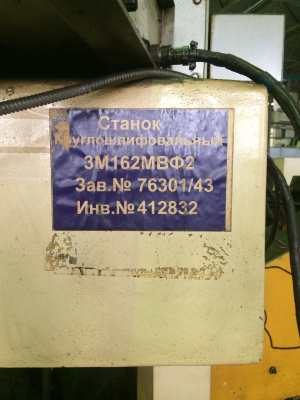 Станок
Круглошлифовальный
3М162МВФ2
Зав.№ 76301/43
Инв.№412832